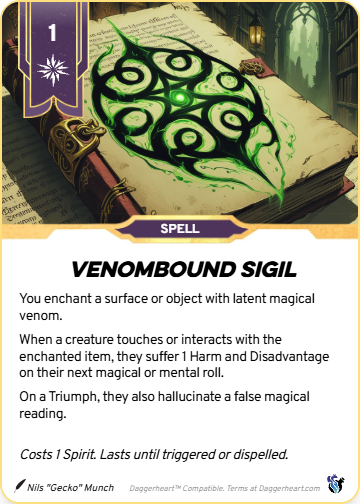 1
SPELL
VENOMBOUND SIGIL
You enchant a surface or object with latent magical
venom.
When a creature touches or interacts with the
enchanted item, they suffer 1 Harm and Disadvantage
on their next magical or mental roll.
On a Triumph, they also hallucinate a false magical
reading.
Costs 1 Spirit. Lasts until triggered or dispelled.
Nils "Gecko" Munch
Daggerheart™ Compatible. Terms at Daggerheart.com